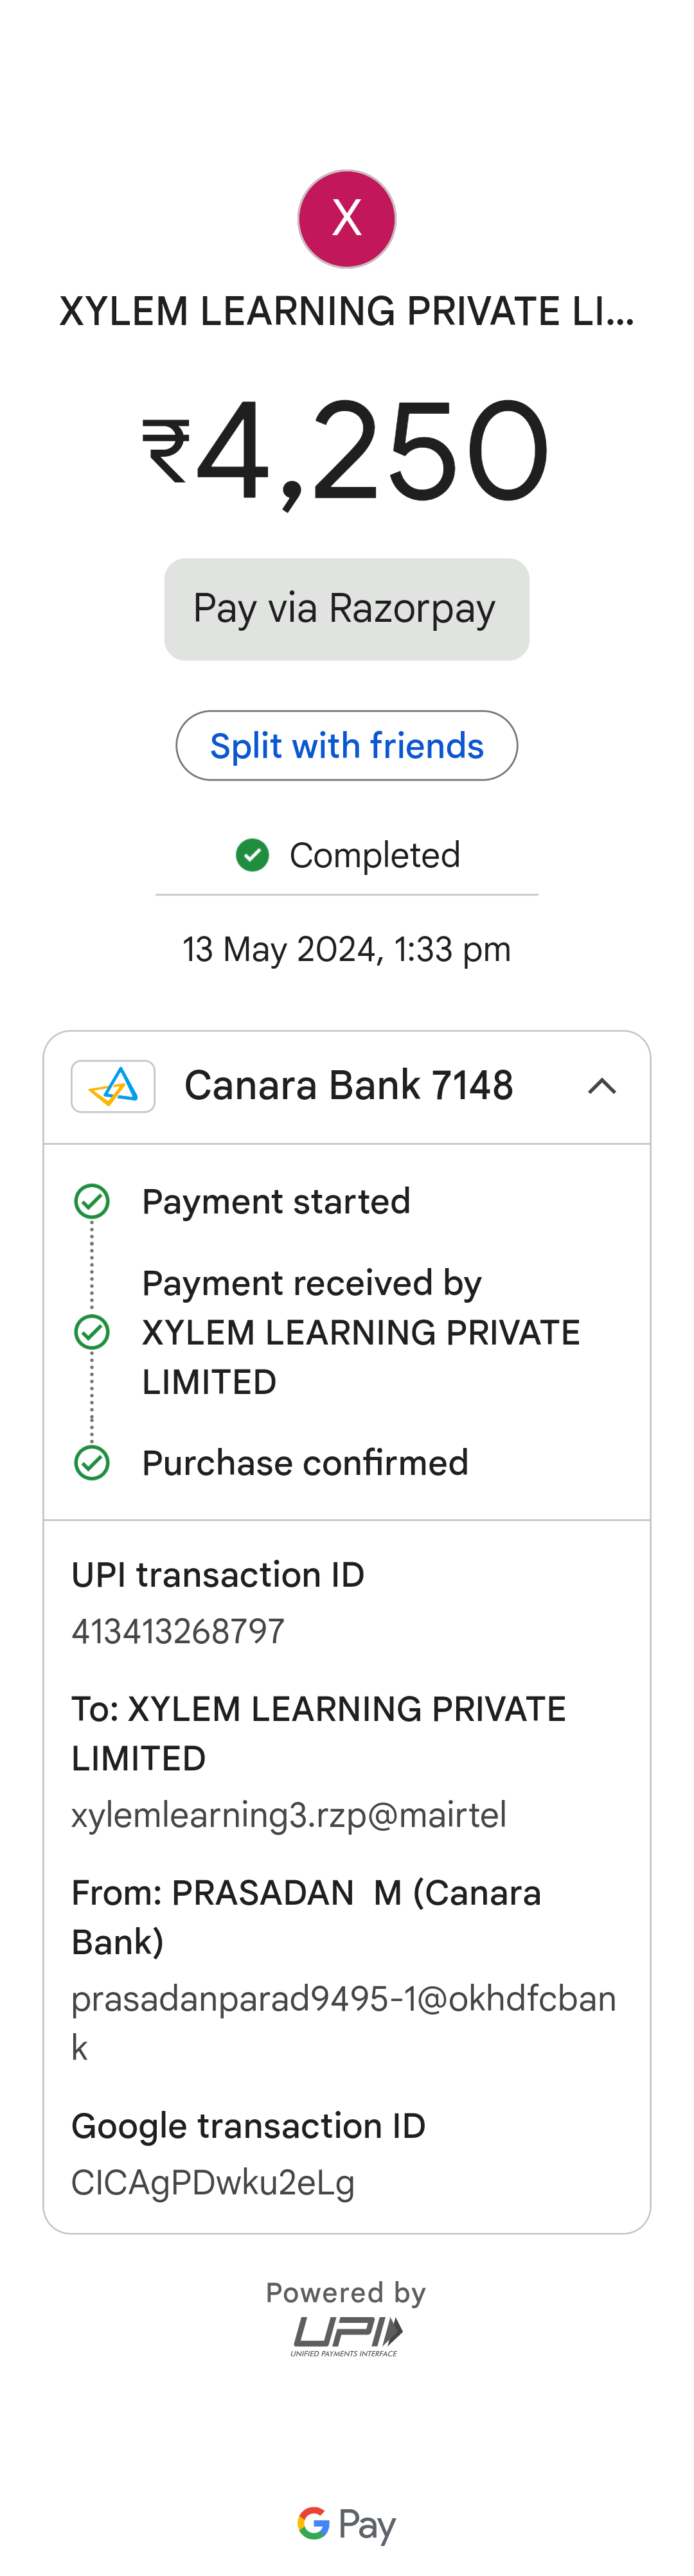 X
XYLEM LEARNING PRIVATE LI...
₹4,250
Pay via Razorpay
Split with friends
Completed
13 May 2024, 1:33 pm
Canara Bank 7148
Payment started
Payment received by
XYLEM LEARNING PRIVATE
LIMITED
Purchase confirmed
UPI transaction ID
413413268797
To: XYLEM LEARNING PRIVATE
LIMITED
xylemlearning3.rzp@mairtel
From: PRASADAN  M (Canara
Bank)
prasadanparad9495-1@okhdfcban
k
Google transaction ID
CICAgPDwku2eLg
Powered by
UPI
UNIFIED PAYMENTS INTERFACE
G Pay